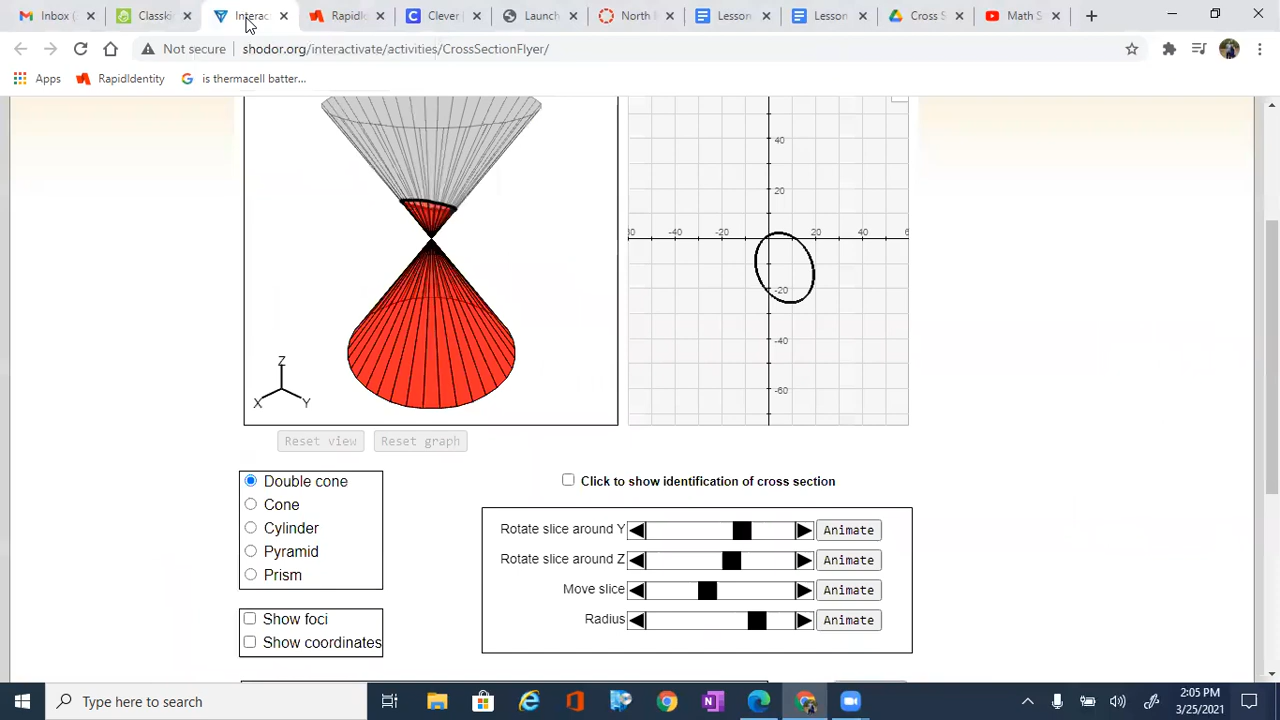 Inbox (
Classki
Interac
RapidId
Clever |
Launch
North I
Lesson
Lesson
Cross S
Math S
Not secure
shodor.org/interactivate/activities/CrossSectionFlyer/
Apps
RapidIdentity
is thermacell batter...
Z
X
Y
40
20
-40
-20
20
40
6
-20
-40
-60
Reset view
Reset graph
Double cone
Cone
Cylinder
Pyramid
Prism
Show foci
Show coordinates
Click to show identification of cross section
Rotate slice around Y
Animate
Rotate slice around Z
Animate
Move slice
Animate
Radius
Animate
Type here to search
2:05 PM
3/25/2021